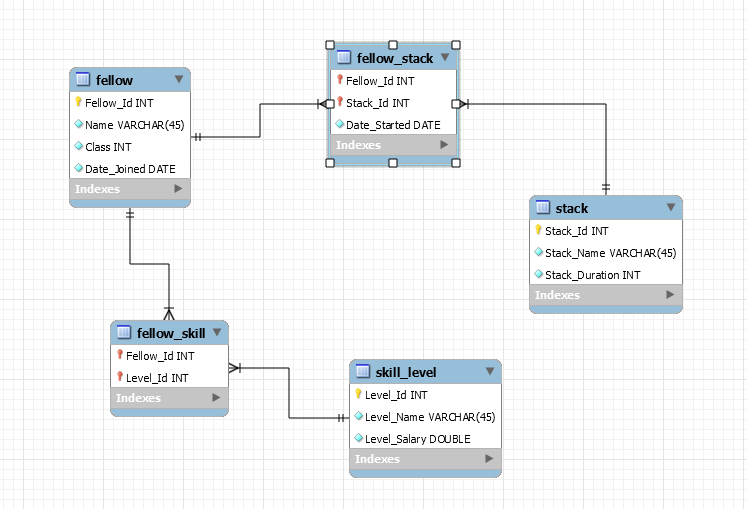 fellow
Fellow_Id INT
Name VARCHAR(45)
Class INT
Date_Joined DATE
Indexes
fellow_stack
Fellow_Id INT
Stack_Id INT
Date_Started DATE
Indexes
stack
Stack_Id INT
Stack_Name VARCHAR(45)
Stack_Duration INT
Indexes
fellow_skill
Fellow_Id INT
Level_Id INT
Indexes
skill_level
Level_Id INT
Level_Name VARCHAR(45)
Level_Salary DOUBLE
Indexes